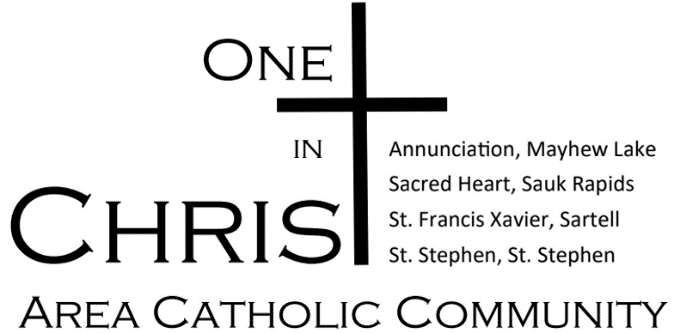 One
in
Christ
Annunciation, Mayhew Lake
Sacred Heart, Sauk Rapids
St. Francis Xavier, Sartell
St. Stephen, St. Stephen
Area Catholic Community